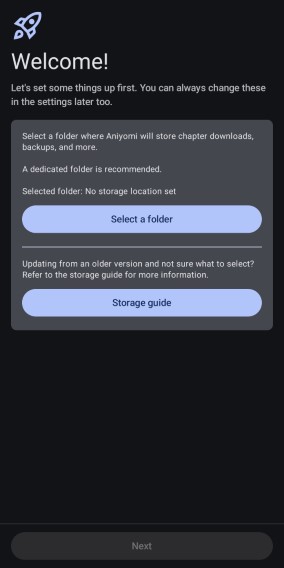 Welcome!
Let's set some things up first. You can always change these
in the settings later too.
Select a folder where Aniyomi will store chapter downloads,
backups, and more.
A dedicated folder is recommended.
Selected folder: No storage location set
Select a folder
Updating from an older version and not sure what to select?
Refer to the storage guide for more information.
Storage guide
Next